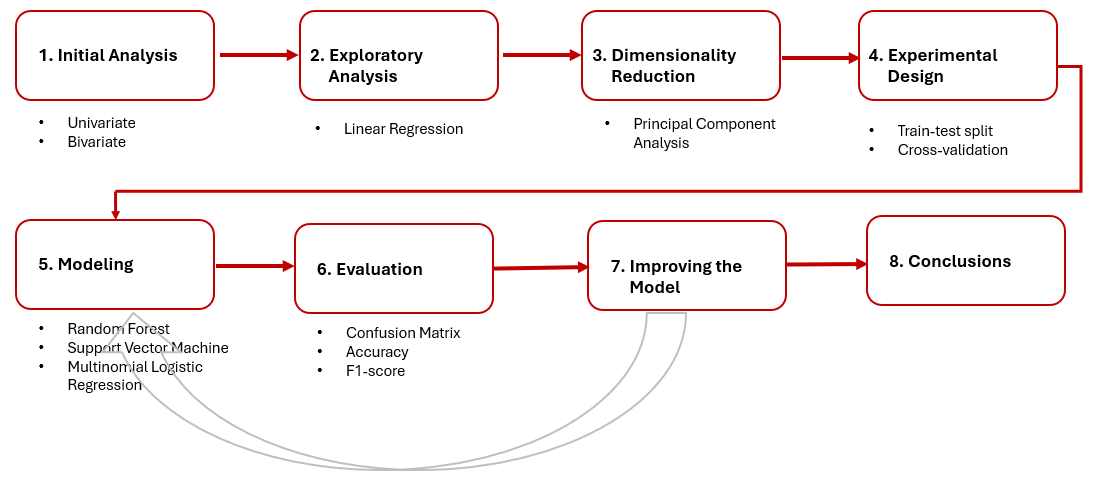 1. Initial Analysis
• Univariate
• Bivariate
2. Exploratory
Analysis
• Linear Regression
3. Dimensionality
Reduction
• Principal Component
Analysis
4. Experimental
Design
• Train-test split
• Cross-validation
5. Modeling
• Random Forest
• Support Vector Machine
• Multinomial Logistic
Regression
6. Evaluation
• Confusion Matrix
• Accuracy
• F1-score
7. Improving the
Model
8. Conclusions